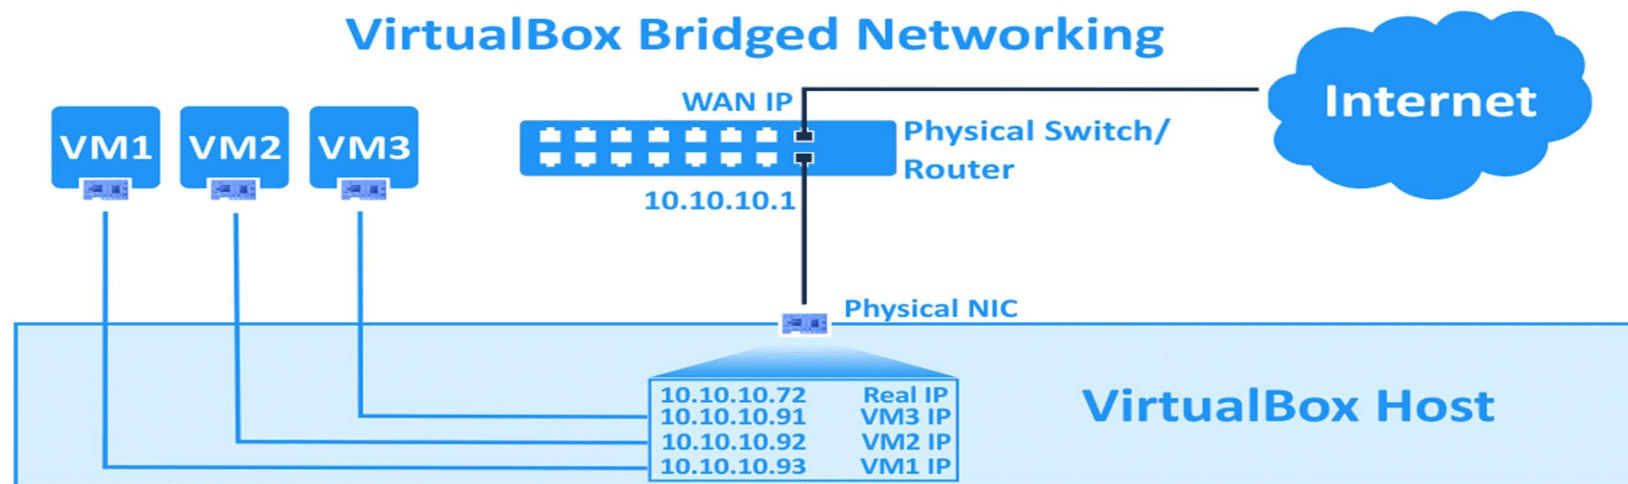 VirtualBox Bridged Networking
WAN IP
Internet
VM1
VM2
VM3
Physical Switch/
Router
10.10.10.1
Physical NIC
10.10.10.72 Real IP
10.10.10.91 VM3 IP
10.10.10.92 VM2 IP
10.10.10.93 VM1 IP
VirtualBox Host